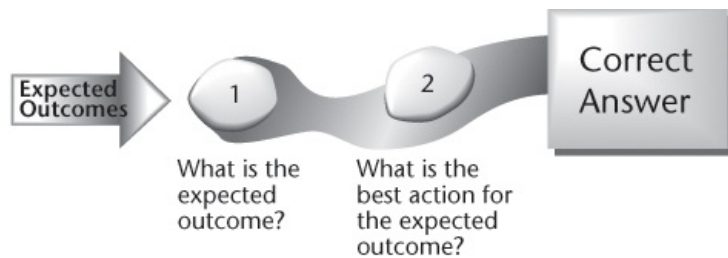 Expected
Outcomes
1
What is the
expected
outcome?
2
What is the
best action for
the expected
outcome?
Correct
Answer